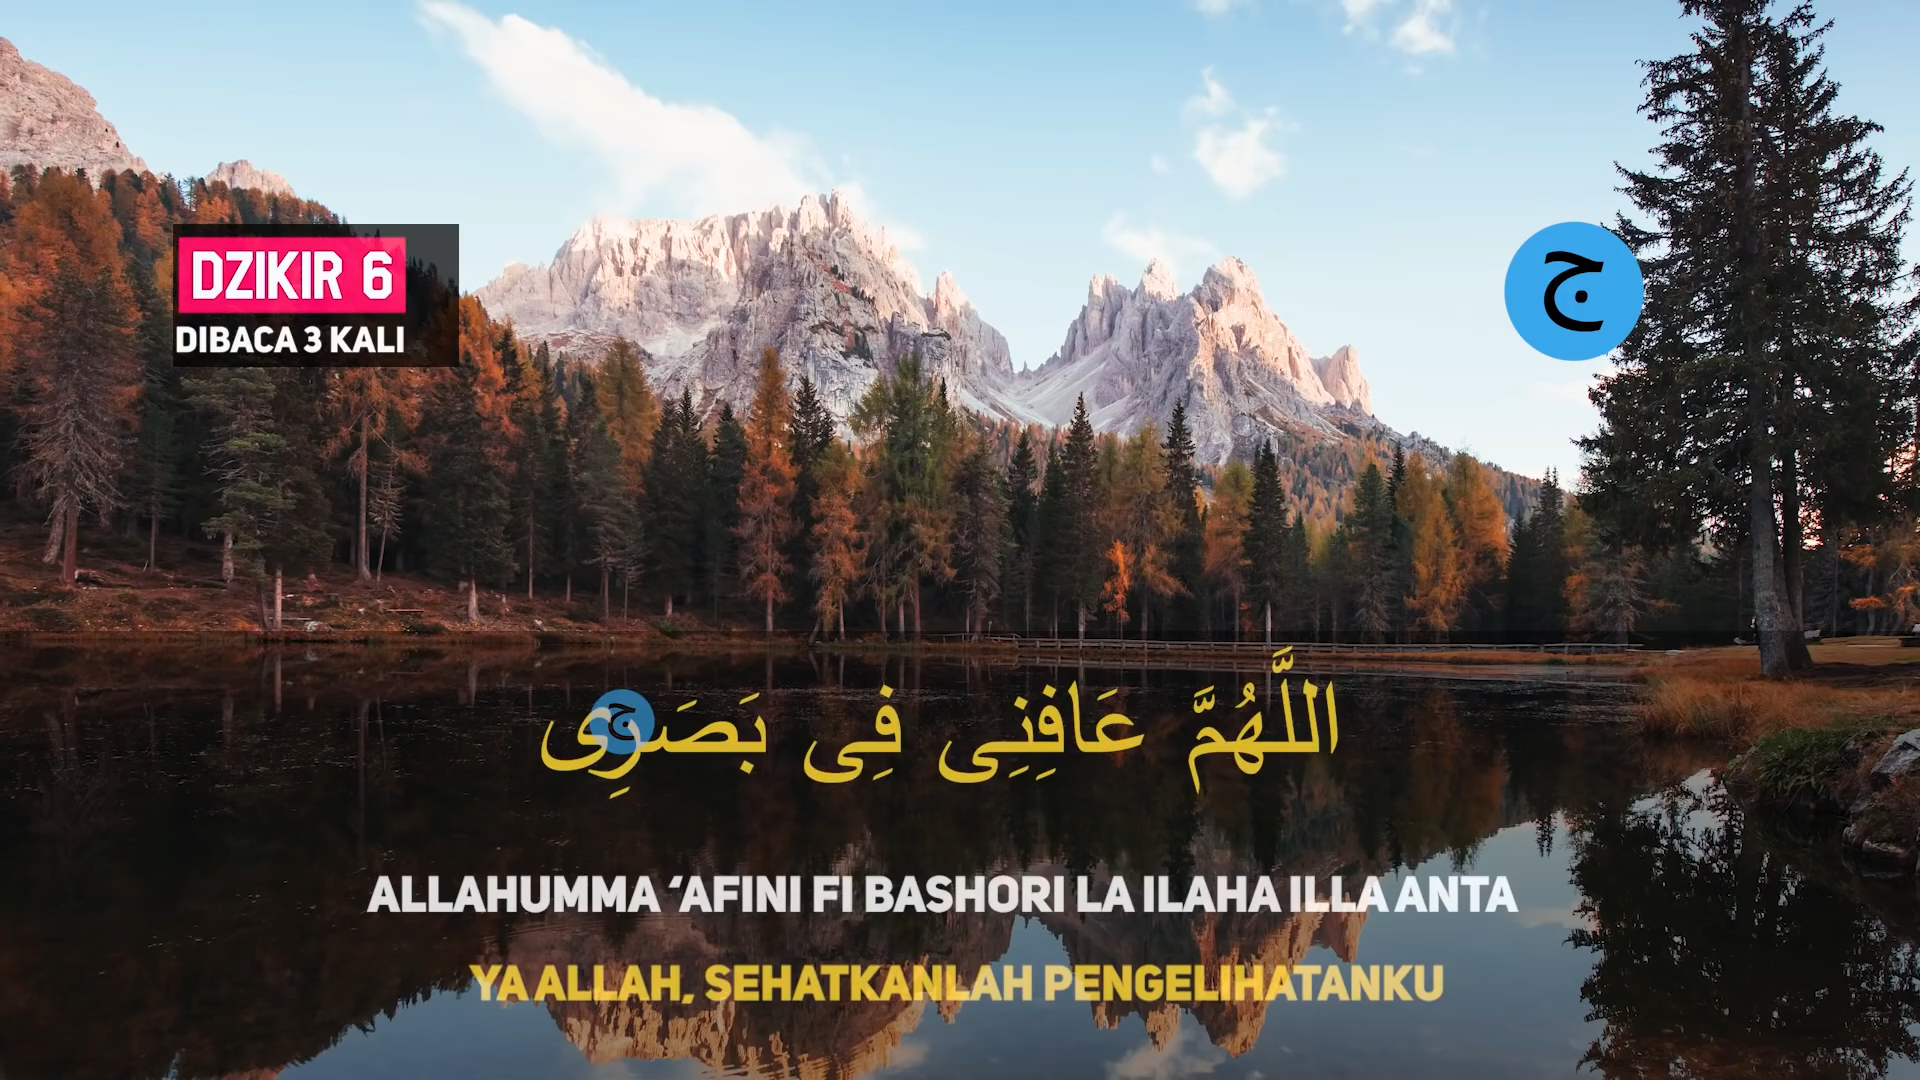 DZIKIR 6
DIBACA 3 KALI
ج
اللَّهُمَّ عَافِنِى فِى بَصَرِى
ج
ALLAHUMMA ‘AFINI FI BASHORI LA ILAHA ILLA ANTA
YA ALLAH, SEHATKANLAH PENGELIHATANKU